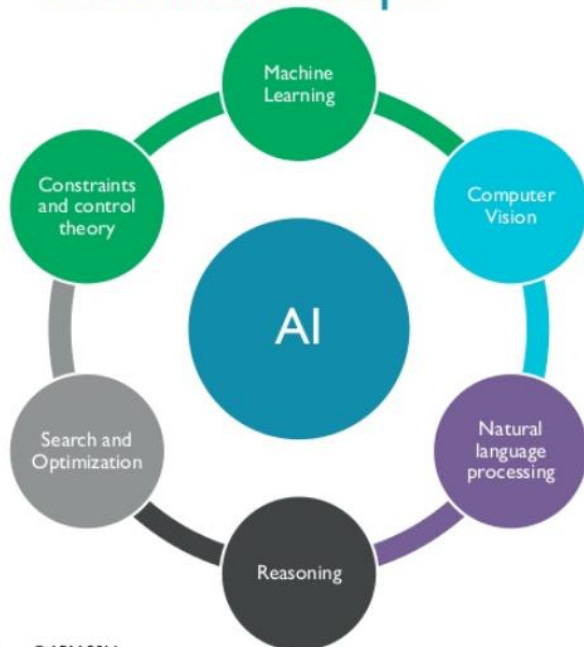 Machine
Learning
Computer
Vision
Natural
language
processing
Reasoning
Search and
Optimization
Constraints
and control
theory
AI